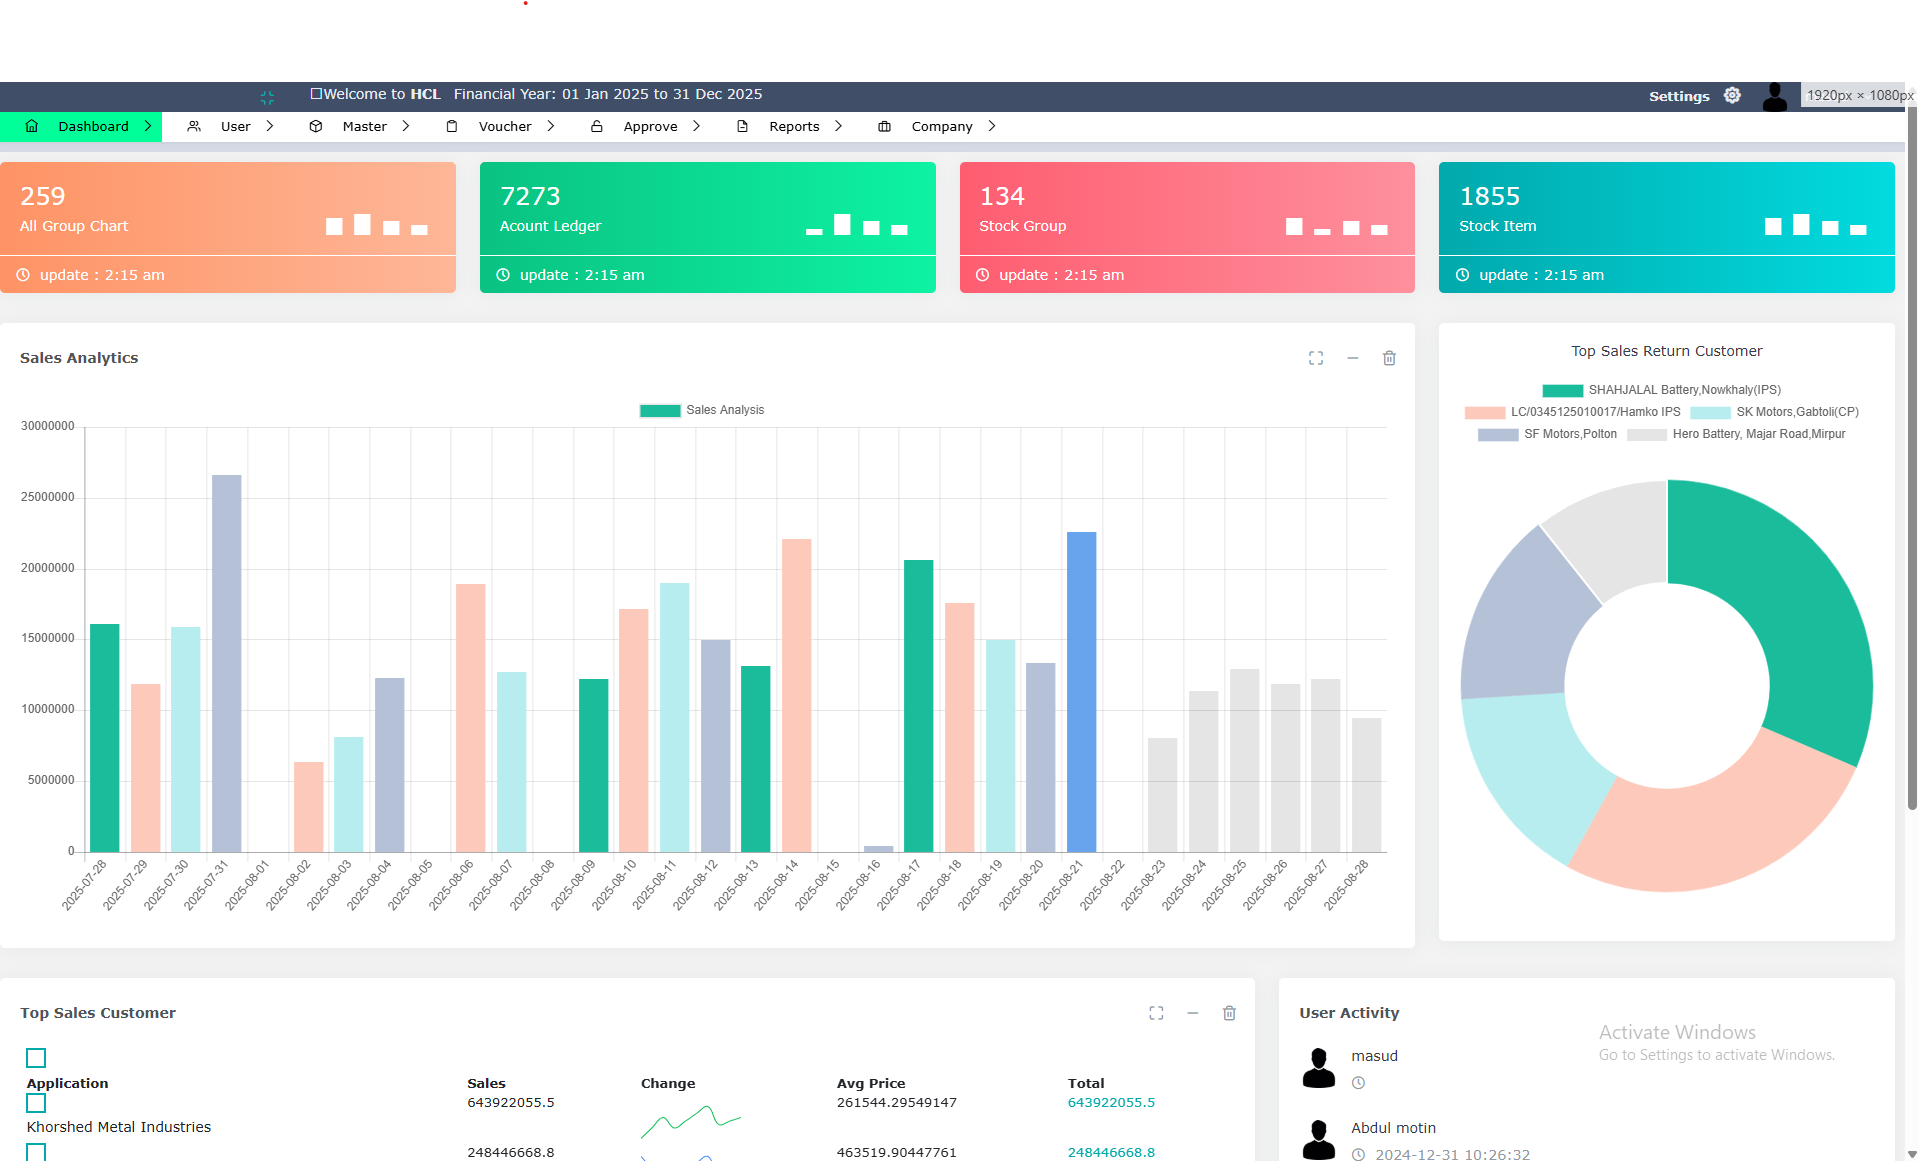 ☐Welcome to HCL Financial Year: 01 Jan 2025 to 31 Dec 2025
Settings
1920px × 1080px
Dashboard
User
Master
Voucher
Approve
Reports
Company
259
All Group Chart
update : 2:15 am
7273
Acount Ledger
update : 2:15 am
134
Stock Group
update : 2:15 am
1855
Stock Item
update : 2:15 am
Sales Analytics
Sales Analysis
30000000
25000000
20000000
15000000
10000000
5000000
0
2025-07-28
2025-07-29
2025-07-30
2025-07-31
2025-08-01
2025-08-02
2025-08-03
2025-08-04
2025-08-05
2025-08-06
2025-08-07
2025-08-08
2025-08-09
2025-08-10
2025-08-11
2025-08-12
2025-08-13
2025-08-14
2025-08-15
2025-08-16
2025-08-17
2025-08-18
2025-08-19
2025-08-20
2025-08-21
2025-08-22
2025-08-23
2025-08-24
2025-08-25
2025-08-26
2025-08-27
2025-08-28
Top Sales Return Customer
SHAHJALAL Battery,Nowkhaly(IPS)
LC/0345125010017/Hamko IPS SK Motors,Gabtoli(CP)
SF Motors,Polton Hero Battery, Majar Road,Mirpur
Top Sales Customer
Application Sales Change Avg Price Total
643922055.5 261544.29549147 643922055.5
Khorshed Metal Industries
248446668.8 463519.90447761 248446668.8
User Activity
masud
Abdul motin
2024-12-31 10:26:32
Activate Windows
Go to Settings to activate Windows.